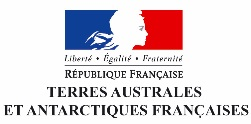 Liberté • Égalité • Fraternité
RÉPUBLIQUE FRANÇAISE
TERRES AUSTRALES
ET ANTARCTIQUES FRANÇAISES